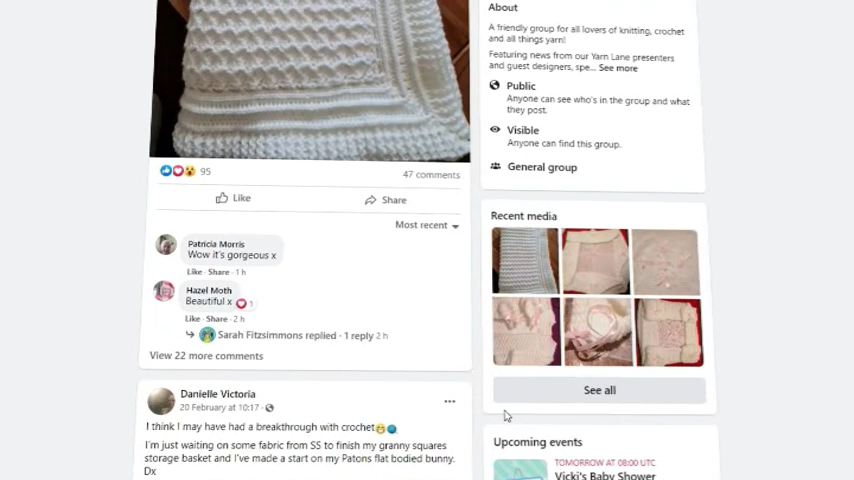 95
47 comments
Like
Share
Most recent
Patricia Morris
Wow it's gorgeous x
Like · Share · 1 h
Hazel Moth
Beautiful x 1
Like · Share · 2 h
Sarah Fitzsimmons replied · 1 reply 2 h
View 22 more comments
Danielle Victoria
20 February at 10:17 ·
I think I may have had a breakthrough with crochet
I'm just waiting on some fabric from SS to finish my granny squares
storage basket and I've made a start on my Patons flat bodied bunny.
Dx
About
A friendly group for all lovers of knitting, crochet
and all things yarn!
Featuring news from our Yarn Lane presenters
and guest designers, spe... See more
Public
Anyone can see who's in the group and what
they post.
Visible
Anyone can find this group.
General group
Recent media
See all
Upcoming events
TOMORROW AT 08:00 UTC
Vicki's Baby Shower